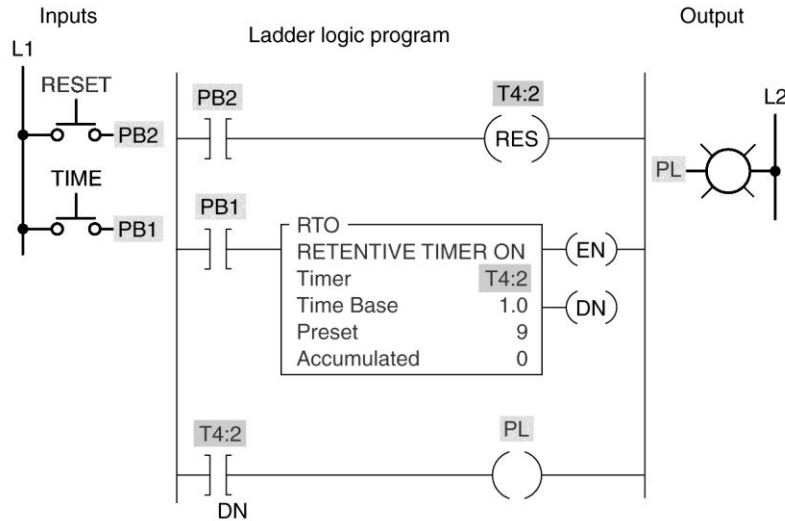 Inputs
Ladder logic program
Output
L1
L2
RESET
PB2
PB2
T4:2
RES
PL
TIME
PB1
PB1
RTO
RETENTIVE TIMER ON
Timer T4:2
Time Base 1.0
Preset 9
Accumulated 0
EN
DN
T4:2
DN
PL